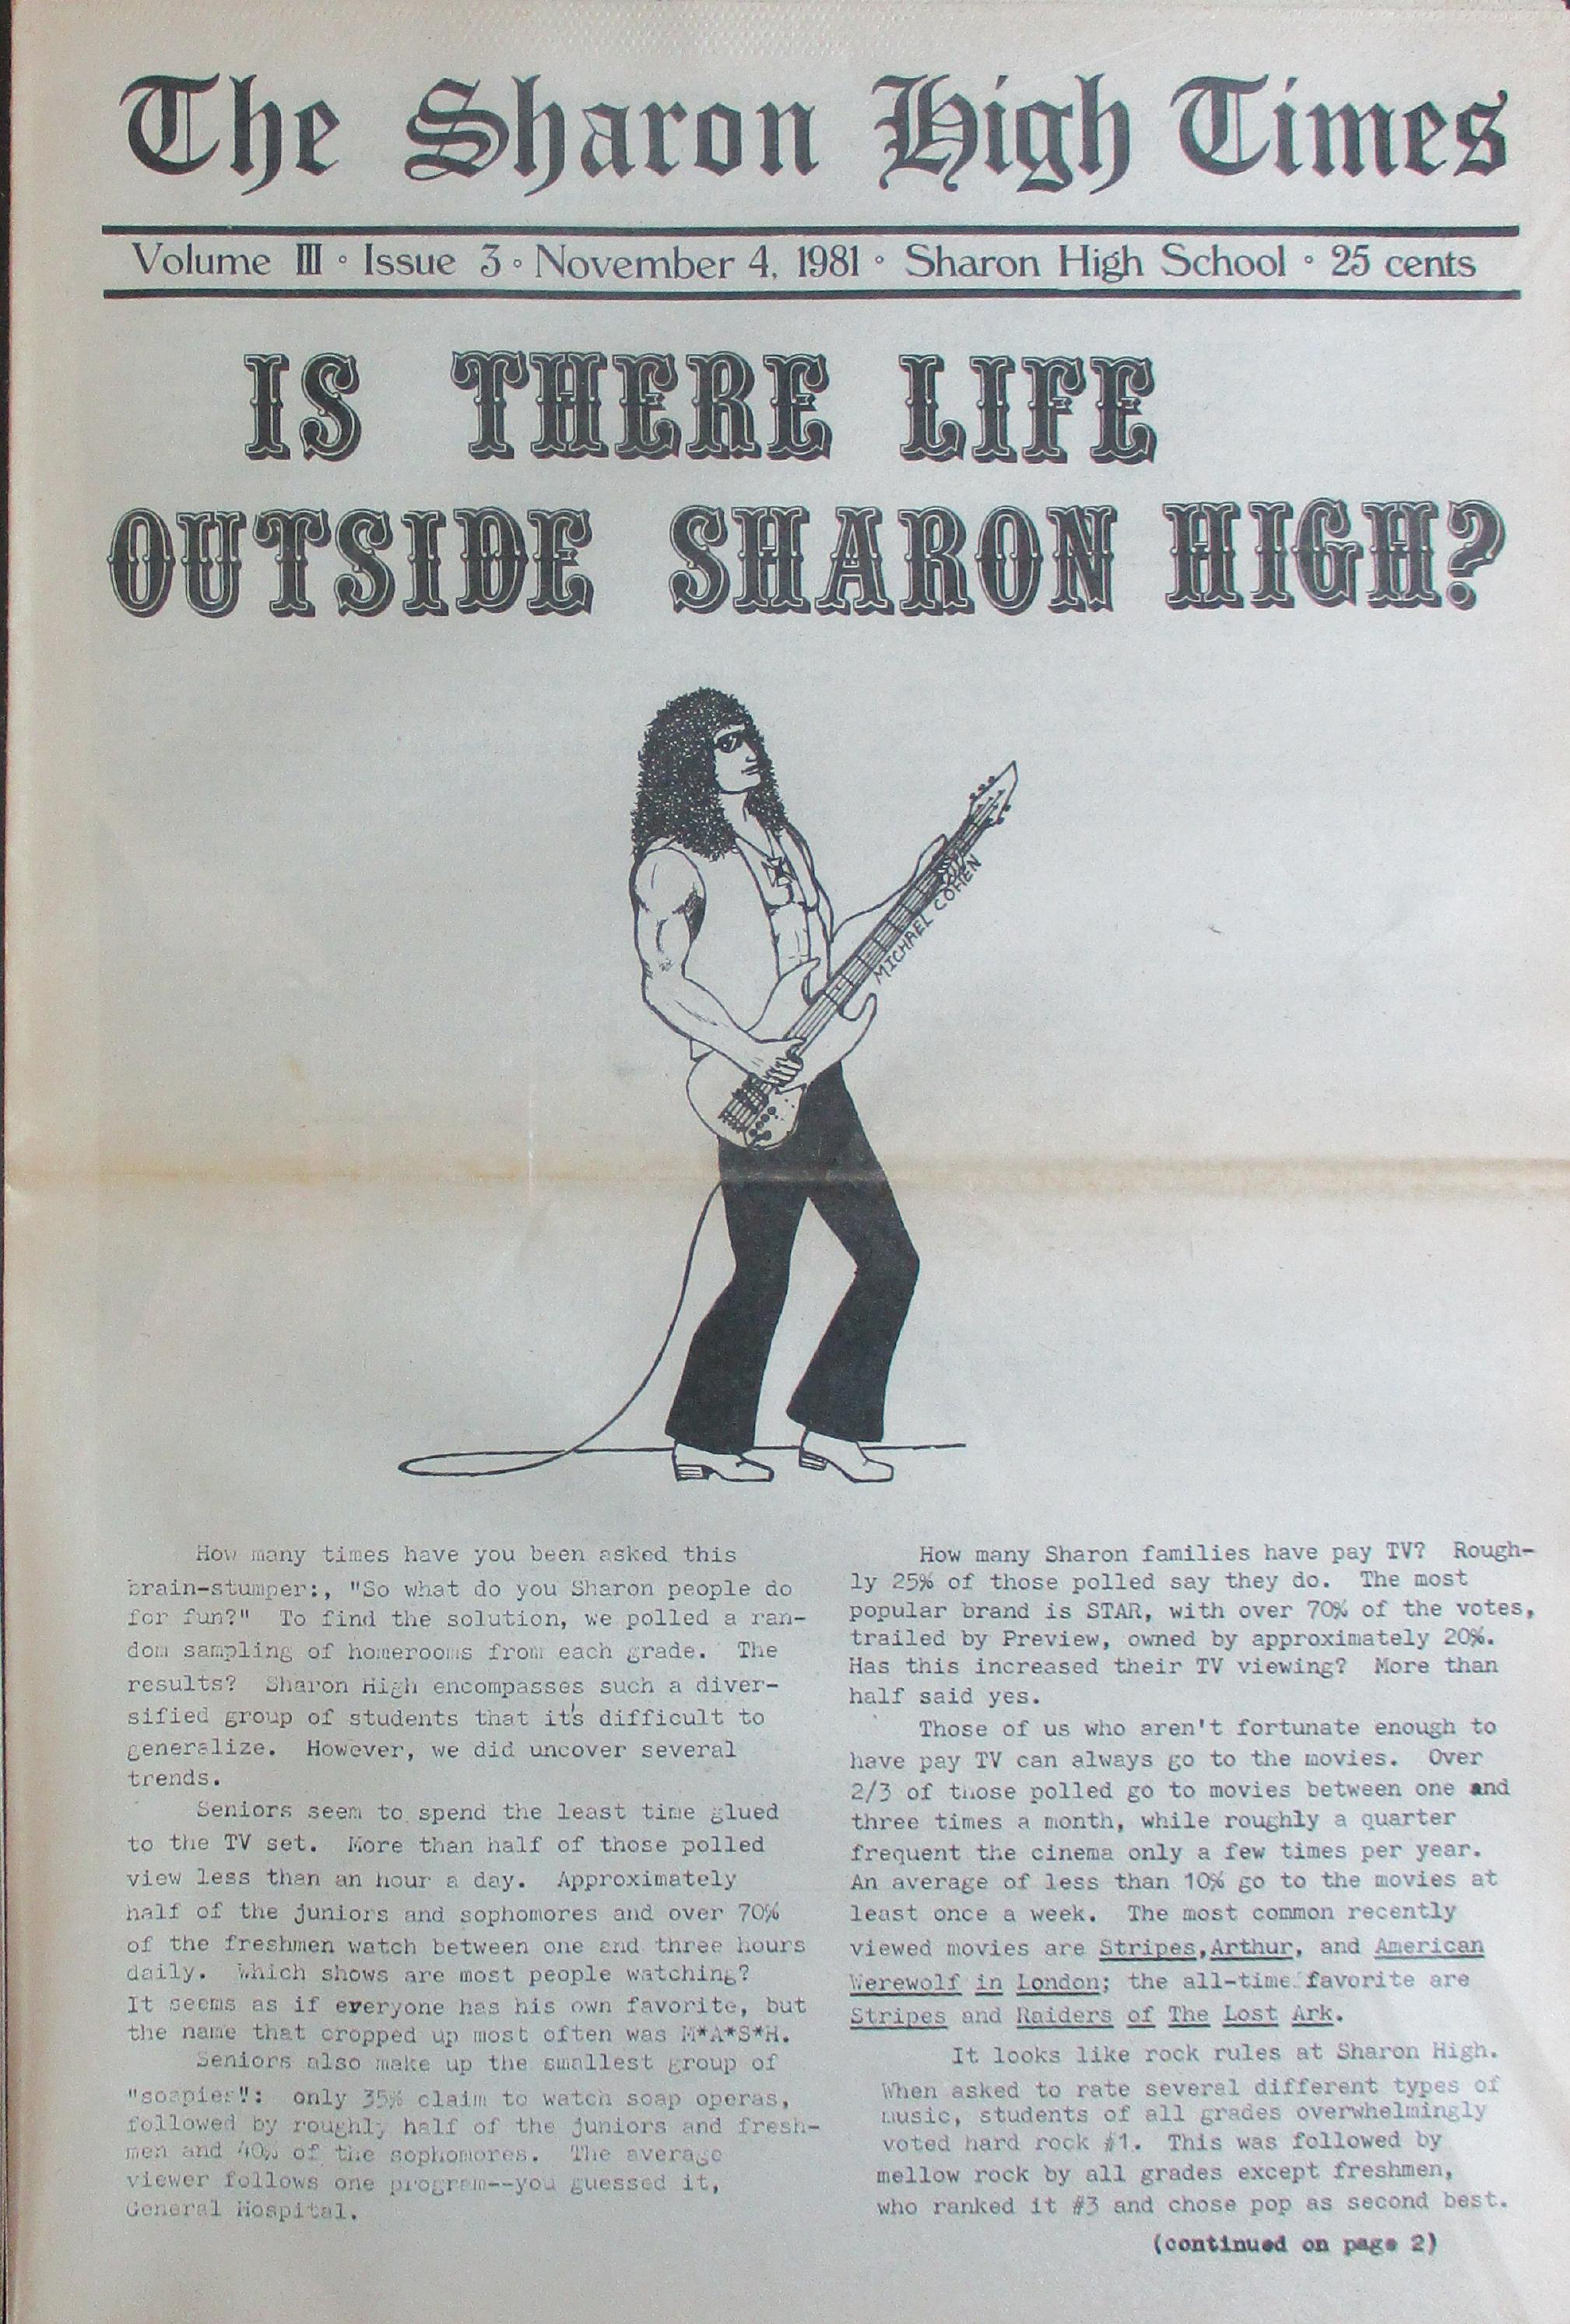 The Sharon High Times
Volume III ◦ Issue 3 ◦ November 4, 1981 ◦ Sharon High School ◦ 25 cents
IS THERE LIFE
OUTSIDE SHARON HIGH?
MICHAEL COHEN
How many times have you been asked this
brain-stumper:, "So what do you Sharon people do
for fun?" To find the solution, we polled a ran-
dom sampling of homerooms from each grade. The
results? Sharon High encompasses such a diver-
sified group of students that it's difficult to
generalize. However, we did uncover several
trends.
Seniors seem to spend the least time glued
to the TV set. More than half of those polled
view less than an hour a day. Approximately
half of the juniors and sophomores and over 70%
of the freshmen watch between one and three hours
daily. Which shows are most people watching?
It seems as if everyone has his own favorite, but
the name that cropped up most often was M*A*S*H.
Seniors also make up the smallest group of
"soapies": only 35% claim to watch soap operas,
followed by roughly half of the juniors and fresh-
men and 40% of the sophomores. The average
viewer follows one program--you guessed it,
General Hospital.
How many Sharon families have pay TV? Rough-
ly 25% of those polled say they do. The most
popular brand is STAR, with over 70% of the votes,
trailed by Preview, owned by approximately 20%.
Has this increased their TV viewing? More than
half said yes.
Those of us who aren't fortunate enough to
have pay TV can always go to the movies. Over
2/3 of those polled go to movies between one and
three times a month, while roughly a quarter
frequent the cinema only a few times per year.
An average of less than 10% go to the movies at
least once a week. The most common recently
viewed movies are Stripes, Arthur, and American
Werewolf in London; the all-time favorite are
Stripes and Raiders of The Lost Ark.
It looks like rock rules at Sharon High.
When asked to rate several different types of
music, students of all grades overwhelmingly
voted hard rock #1. This was followed by
mellow rock by all grades except freshmen,
who ranked it #3 and chose pop as second best.
(continued on page 2)